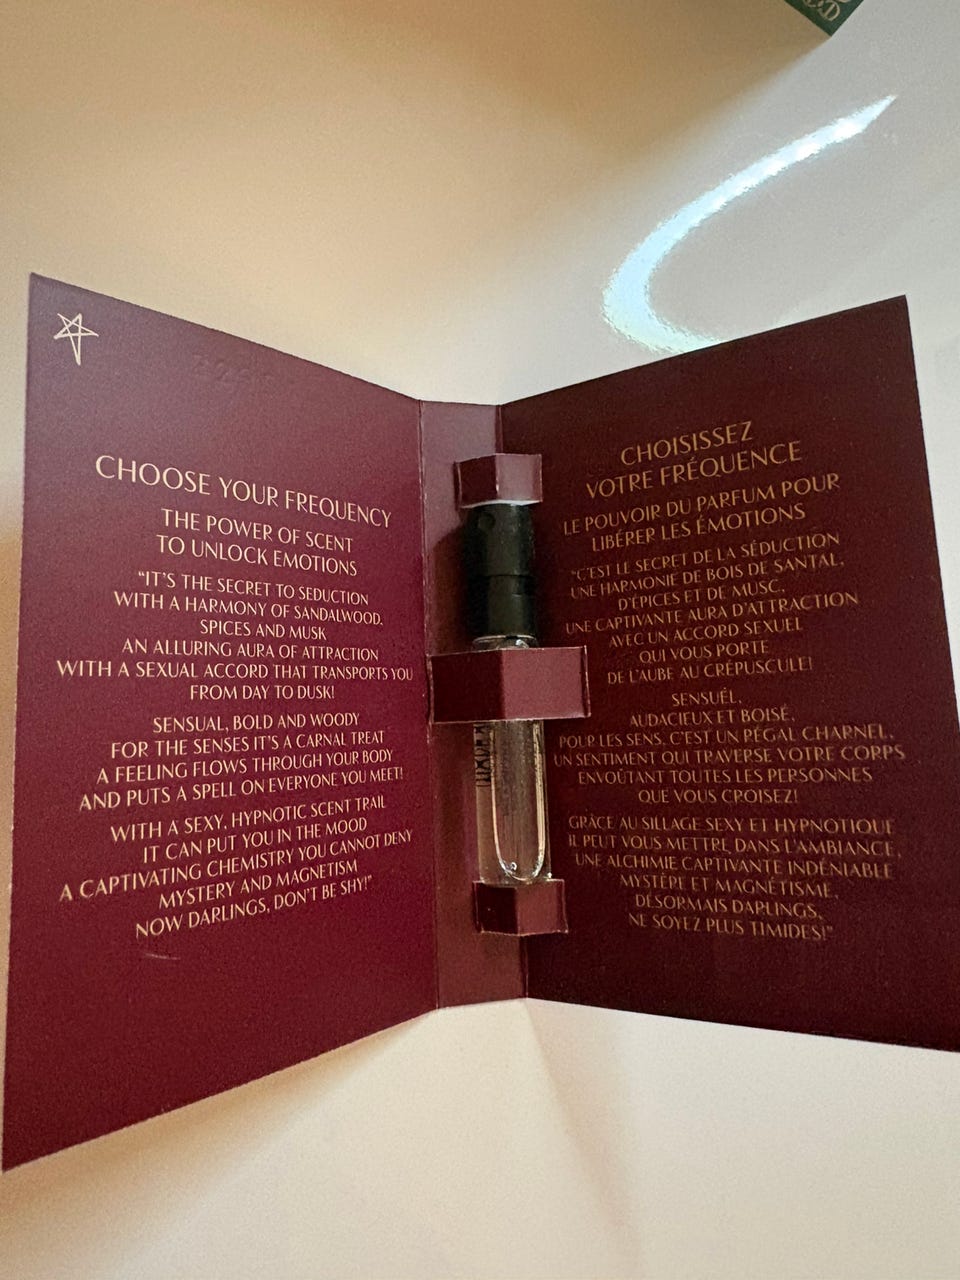 CHOOSE YOUR FREQUENCY
THE POWER OF SCENT
TO UNLOCK EMOTIONS
“IT'S THE SECRET TO SEDUCTION
WITH A HARMONY OF SANDALWOOD,
SPICES AND MUSK
AN ALLURING AURA OF ATTRACTION
WITH A SEXUAL ACCORD THAT TRANSPORTS YOU
FROM DAY TO DUSK!
SENSUAL, BOLD AND WOODY
FOR THE SENSES IT'S A CARNAL TREAT
A FEELING FLOWS THROUGH YOUR BODY
AND PUTS A SPELL ON EVERYONE YOU MEET!
WITH A SEXY, HYPNOTIC SCENT TRAIL
IT CAN PUT YOU IN THE MOOD
A CAPTIVATING CHEMISTRY YOU CANNOT DENY
MYSTERY AND MAGNETISM
NOW DARLINGS, DON'T BE SHY!”
CHOISISSEZ
VOTRE FRÉQUENCE
LE POUVOIR DU PARFUM POUR
LIBÉRER LES ÉMOTIONS
“C'EST LE SECRET DE LA SÉDUCTION
UNE HARMONIE DE BOIS DE SANTAL,
D'ÉPICES ET DE MUSC,
UNE CAPTIVANTE AURA D'ATTRACTION
AVEC UN ACCORD SEXUEL
QUI VOUS PORTE
DE L'AUBE AU CRÉPUSCULE!
SENSUEL,
AUDACIEUX ET BOISÉ,
POUR LES SENS, C'EST UN RÉGAL CHARNEL,
UN SENTIMENT QUI TRAVERSE VOTRE CORPS
ENVOÛTANT TOUTES LES PERSONNES
QUE VOUS CROISEZ!
GRÂCE AU SILLAGE SEXY ET HYPNOTIQUE
IL PEUT VOUS METTRE DANS L'AMBIANCE,
UNE ALCHIMIE CAPTIVANTE INDÉNIABLE
MYSTÈRE ET MAGNÉTISME,
DÉSORMAIS DARLINGS,
NE SOYEZ PLUS TIMIDES!”